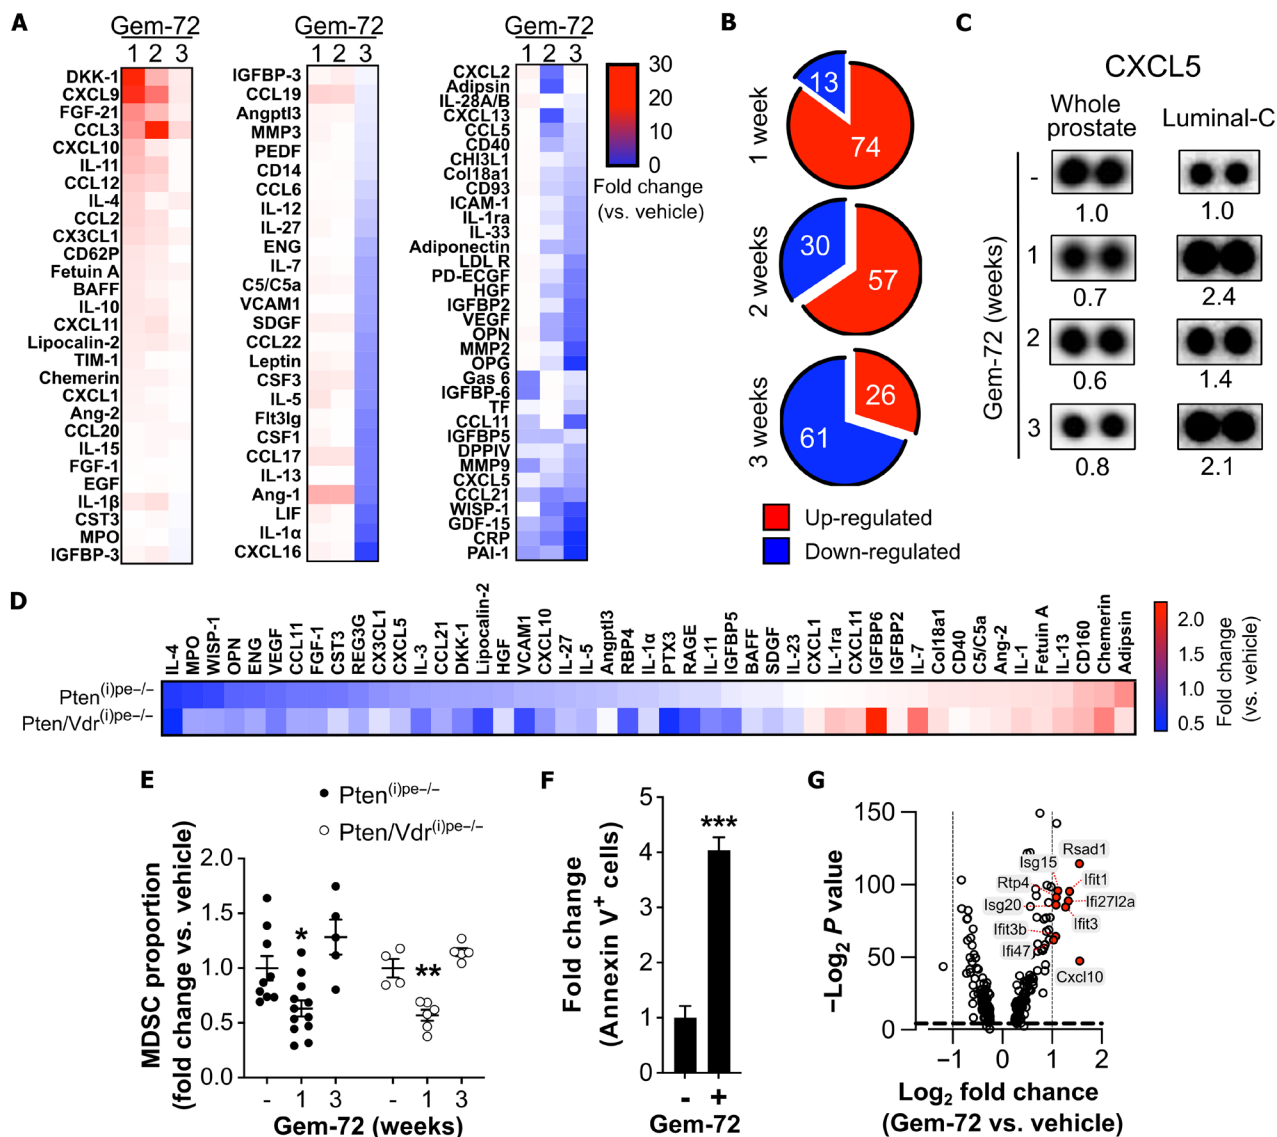 A
Gem-72
1 2 3
DKK-1
CXCL9
FGF-21
CCL3
CXCL10
IL-11
CCL12
IL-4
CCL2
CX3CL1
CD62P
Fetuin A
BAFF
IL-10
CXCL11
Lipocalin-2
TIM-1
Chemerin
CXCL1
Ang-2
CCL20
IL-15
FGF-1
EGF
IL-1β
CST3
MPO
IGFBP-3
Gem-72
1 2 3
IGFBP-3
CCL19
Angptl3
MMP3
PEDF
CD14
CCL6
IL-12
IL-27
ENG
IL-7
C5/C5a
VCAM1
SDGF
CCL22
Leptin
CSF3
IL-5
Flt3lg
CSF1
CCL17
IL-13
Ang-1
LIF
IL-1α
CXCL16
Gem-72
1 2 3
CXCL2
Adipsin
IL-28A/B
CXCL13
CCL5
CD40
CHI3L1
Col18a1
CD93
ICAM-1
IL-1ra
IL-33
Adiponectin
LDL R
PD-ECGF
HGF
IGFBP2
VEGF
OPN
MMP2
OPG
Gas 6
IGFBP-6
TF
CCL11
IGFBP5
DPPIV
MMP9
CXCL5
CCL21
WISP-1
GDF-15
CRP
PAI-1
30
20
10
0
Fold change
(vs. vehicle)
B
1 week
13
74
2 weeks
30
57
3 weeks
26
61
Up-regulated
Down-regulated
C
CXCL5
Whole
prostate
Luminal-C
Gem-72 (weeks)
-
1.0 1.0
1
0.7 2.4
2
0.6 1.4
3
0.8 2.1
D
IL-4
MPO
WISP-1
OPN
ENG
VEGF
CCL11
FGF-1
CST3
REG3G
CX3CL1
CXCL5
IL-3
CCL21
DKK-1
Lipocalin-2
HGF
VCAM1
CXCL10
IL-27
IL-5
Angptl3
RBP4
IL-1α
PTX3
RAGE
IL-11
IGFBP5
BAFF
SDGF
IL-23
CXCL1
IL-1ra
CXCL11
IGFBP6
IGFBP2
IL-7
Col18a1
CD40
C5/C5a
Ang-2
IL-1
Fetuin A
IL-13
CD160
Chemerin
Adipsin
Pten(i)pe−/−
Pten/Vdr(i)pe−/−
2.0
1.5
1.0
0.5
Fold change
(vs. vehicle)
E
Pten(i)pe−/−
Pten/Vdr(i)pe−/−
MDSC proportion
(fold change vs. vehicle)
2.0
1.5
1.0
0.5
0.0
*
**
- 1 3 - 1 3
Gem-72 (weeks)
F
Fold change
(Annexin V+ cells)
5
4
3
2
1
0
***
- +
Gem-72
G
−Log2 P value
150
100
50
0
Rsad1
Isg15
Ifit1
Rtp4
Ifi27l2a
Isg20
Ifit3
Ifit3b
Ifi47
Cxcl10
−1 0 1 2
Log2 fold chance
(Gem-72 vs. vehicle)